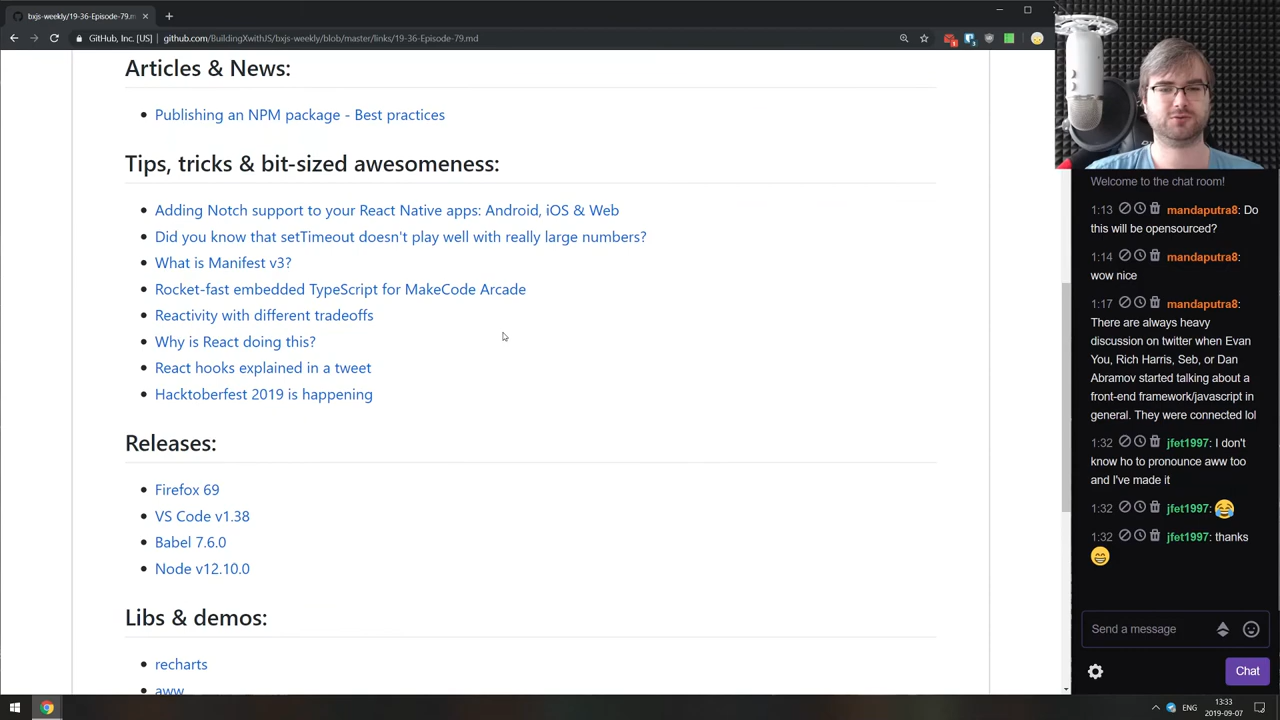 bxjs-weekly/19-36-Episode-79.m
GitHub, Inc. [US] | github.com/BuildingXwithJS/bxjs-weekly/blob/master/links/19-36-Episode-79.md
Articles & News:
Publishing an NPM package - Best practices
Tips, tricks & bit-sized awesomeness:
Adding Notch support to your React Native apps: Android, iOS & Web
Did you know that setTimeout doesn't play well with really large numbers?
What is Manifest v3?
Rocket-fast embedded TypeScript for MakeCode Arcade
Reactivity with different tradeoffs
Why is React doing this?
React hooks explained in a tweet
Hacktoberfest 2019 is happening
Releases:
Firefox 69
VS Code v1.38
Babel 7.6.0
Node v12.10.0
Libs & demos:
recharts
aww
Welcome to the chat room!
1:13 mandaputra8: Do
this will be opensourced?
1:14 mandaputra8:
wow nice
1:17 mandaputra8:
There are always heavy
discussion on twitter when Evan
You, Rich Harris, Seb, or Dan
Abramov started talking about a
front-end framework/javascript in
general. They were connected lol
1:32 jfet1997: I don't
know ho to pronounce aww too
and I've made it
1:32 jfet1997:
1:32 jfet1997: thanks
Send a message
Chat
ENG
13:33
2019-09-07